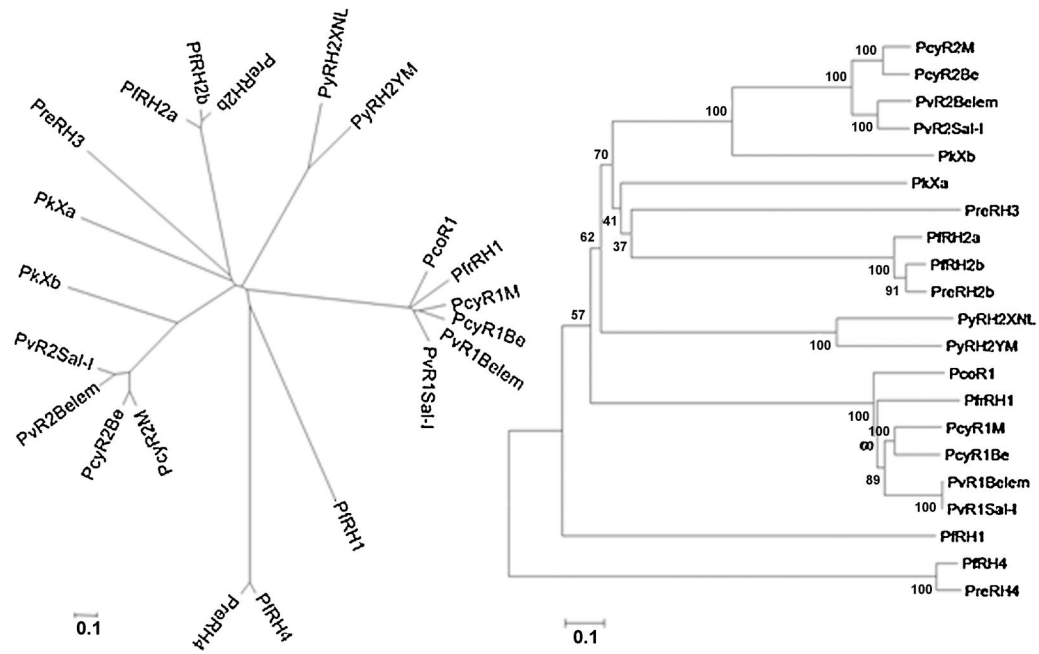 PfRH2b
PreRH2b
PfRH2a
PyRH2XNL
PyRH2YM
PreRH3
PkXa
PkXb
PvR2Sal-I
PvR2Belem
PcyR2Be
PcyR2M
PcoR1
PfrRH1
PcyR1M
PcyR1Be
PvR1Belem
PvR1Sal-I
PfRH1
PreRH4
PfRH4
0.1
PcyR2M
100
PcyR2Be
100
PvR2Belem
100
PvR2Sal-I
100
PkXb
70
PkXa
41
PreRH3
37
PfRH2a
62
100
PfRH2b
91
PreRH2b
57
PyRH2XNL
100
PyRH2YM
PcoR1
100
PfrRH1
100
PcyR1M
60
PcyR1Be
89
PvR1Belem
100
PvR1Sal-I
PfRH1
PfRH4
100
PreRH4
0.1